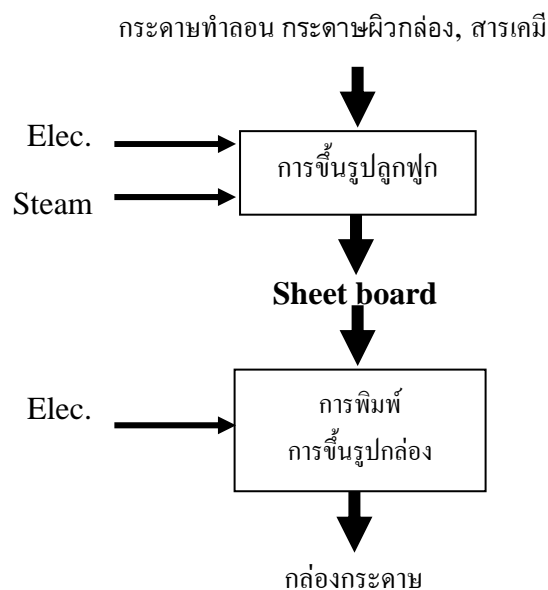 กระดาษทำลอน กระดาษผิวกล่อง, สารเคมี
Elec.
การขึ้นรูปลูกฟูก
Steam
Sheet board
Elec.
การพิมพ์
การขึ้นรูปกล่อง
กล่องกระดาษ